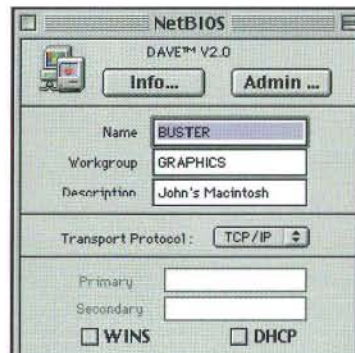 NetBIOS
DAVE™ V2.0
Info... Admin ...
Name BUSTER
Workgroup GRAPHICS
Description John's Macintosh
Transport Protocol: TCP/IP
Primary
Secondary
WINS DHCP